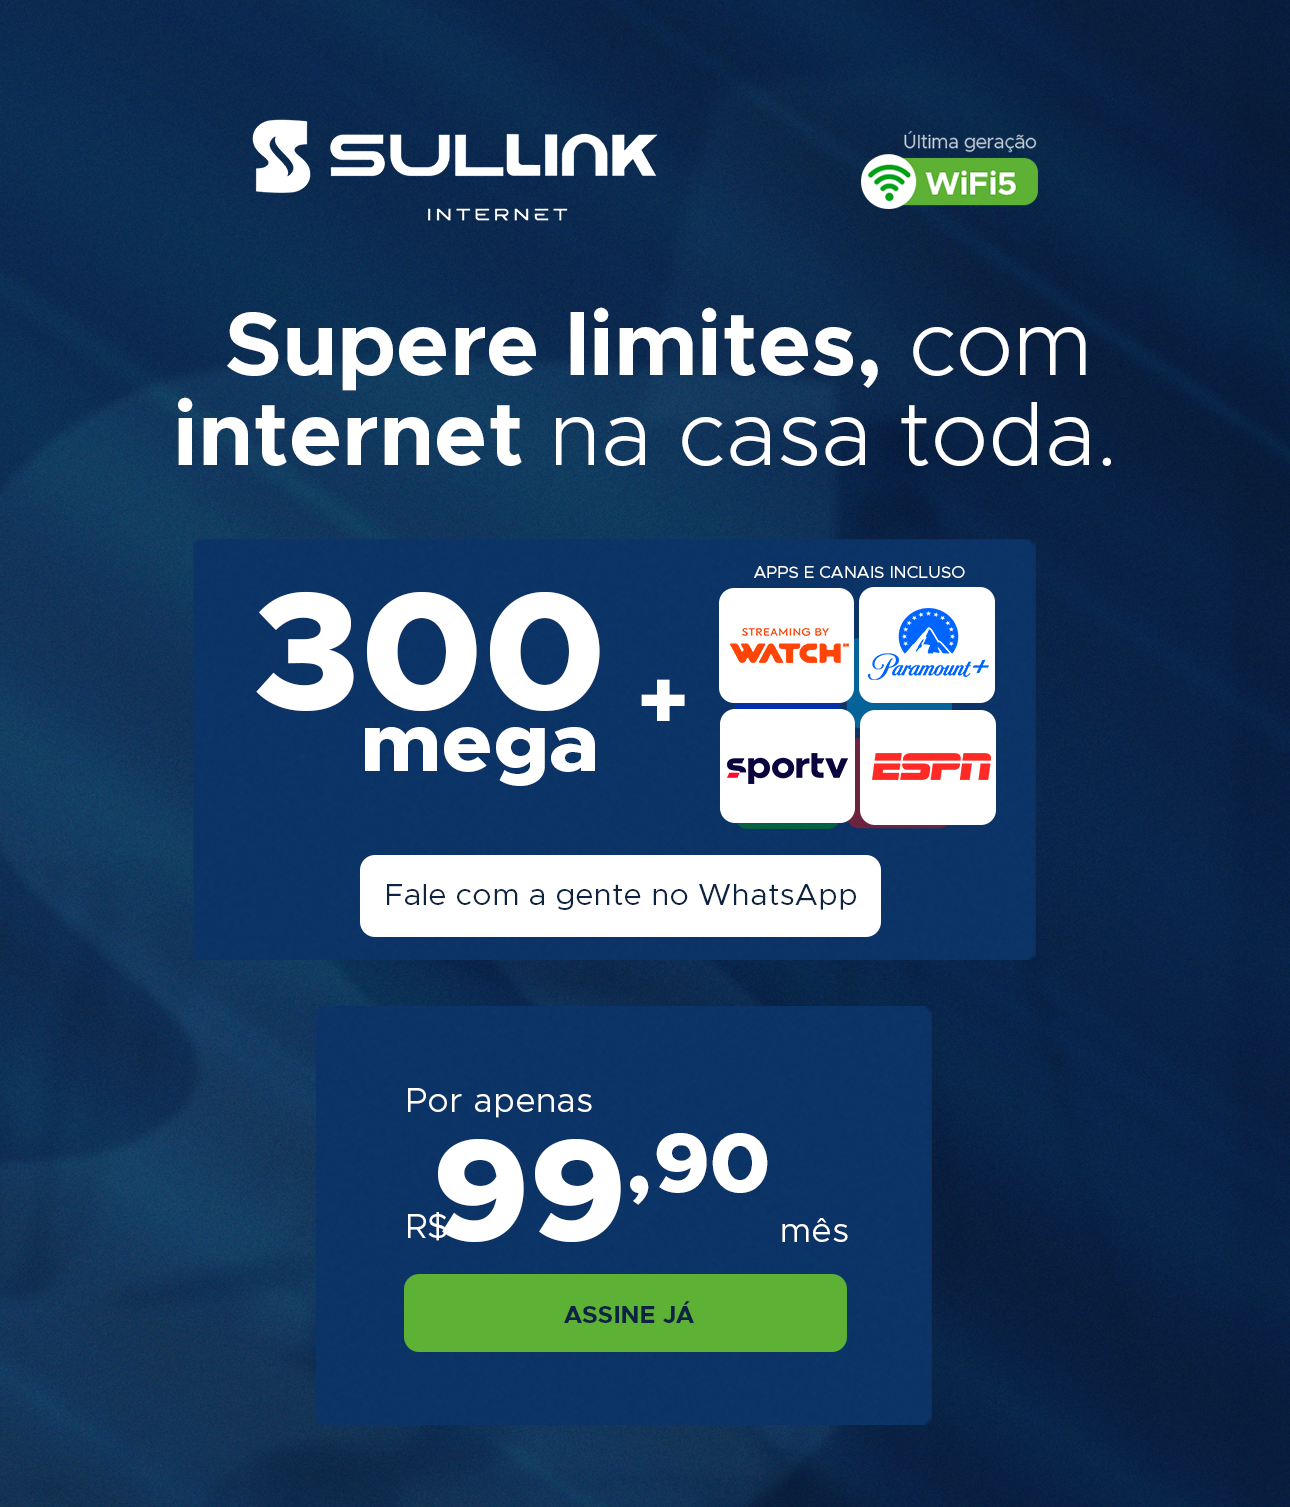 SULLINK
INTERNET
Última geração
WiFi5
Supere limites, com
internet na casa toda.
300
mega
+
APPS E CANAIS INCLUSO
STREAMING BY
WATCH
Paramount+
sportv
ESPN
Fale com a gente no WhatsApp
Por apenas
R$99,90 mês
ASSINE JÁ